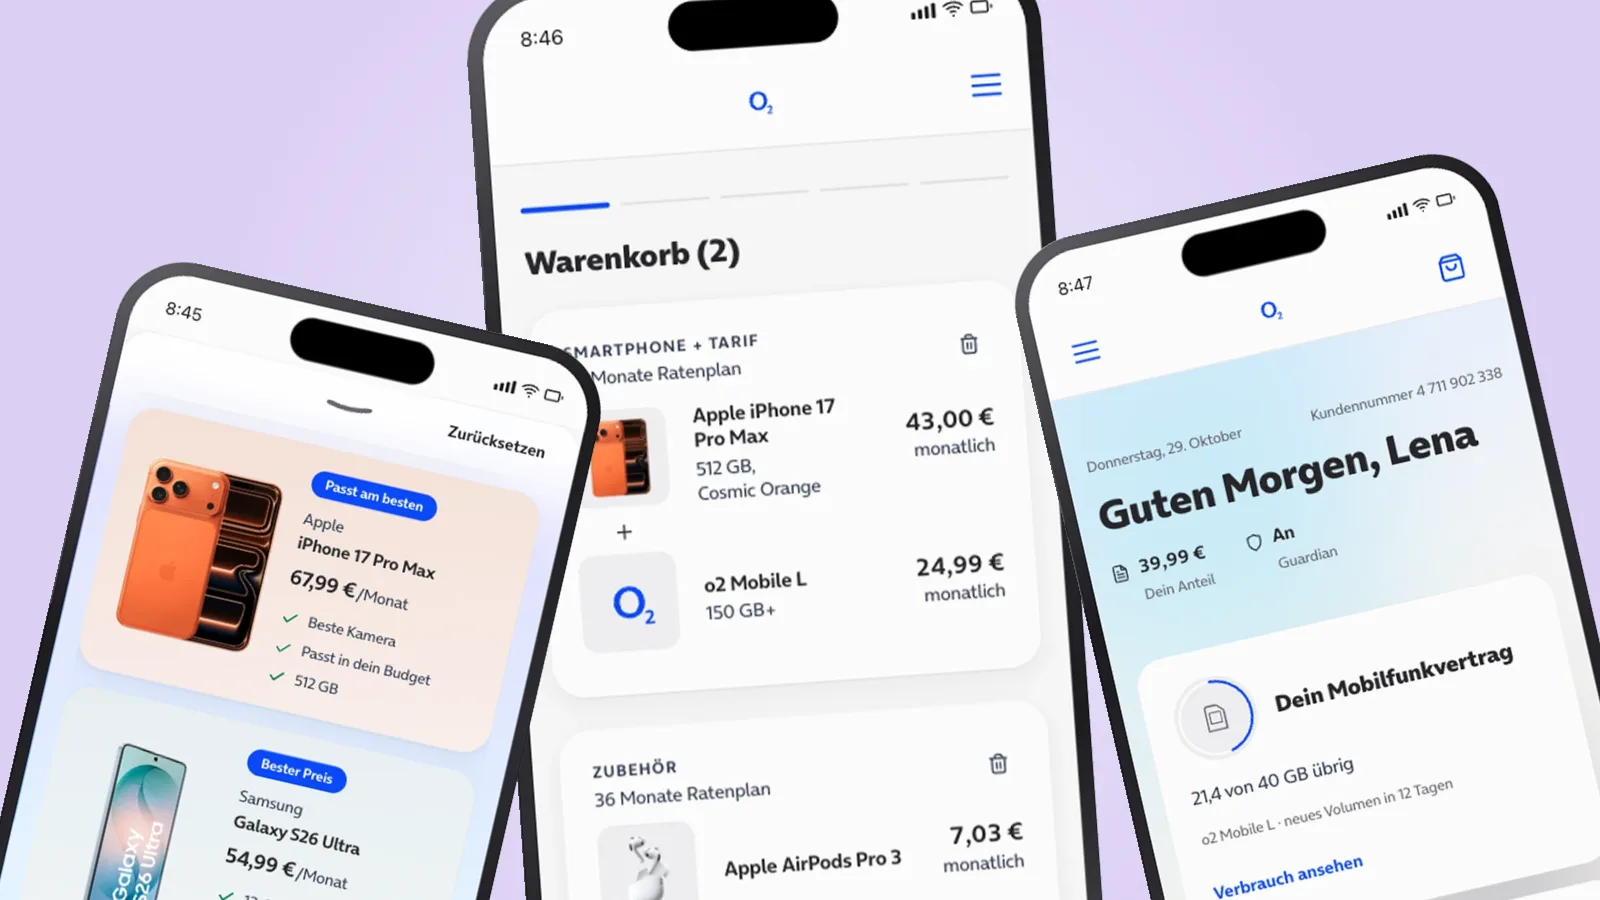 8:45
Zurücksetzen
Passt am besten
Apple
iPhone 17 Pro Max
67,99 €/Monat
Beste Kamera
Passt in dein Budget
512 GB
Bester Preis
Samsung
Galaxy S26 Ultra
54,99 €/Monat
Galaxy
S26 Ultra
8:46
O2
Warenkorb (2)
SMARTPHONE + TARIF
Monate Ratenplan
Apple iPhone 17
Pro Max
43,00 €
monatlich
512 GB,
Cosmic Orange
+
O2
o2 Mobile L
150 GB+
24,99 €
monatlich
ZUBEHÖR
36 Monate Ratenplan
Apple AirPods Pro 3
7,03 €
monatlich
8:47
O2
Donnerstag, 29. Oktober
Kundennummer 4 711 902 338
Guten Morgen, Lena
39,99 €
Dein Anteil
An
Guardian
Dein Mobilfunkvertrag
21,4 von 40 GB übrig
o2 Mobile L · neues Volumen in 12 Tagen
Verbrauch ansehen